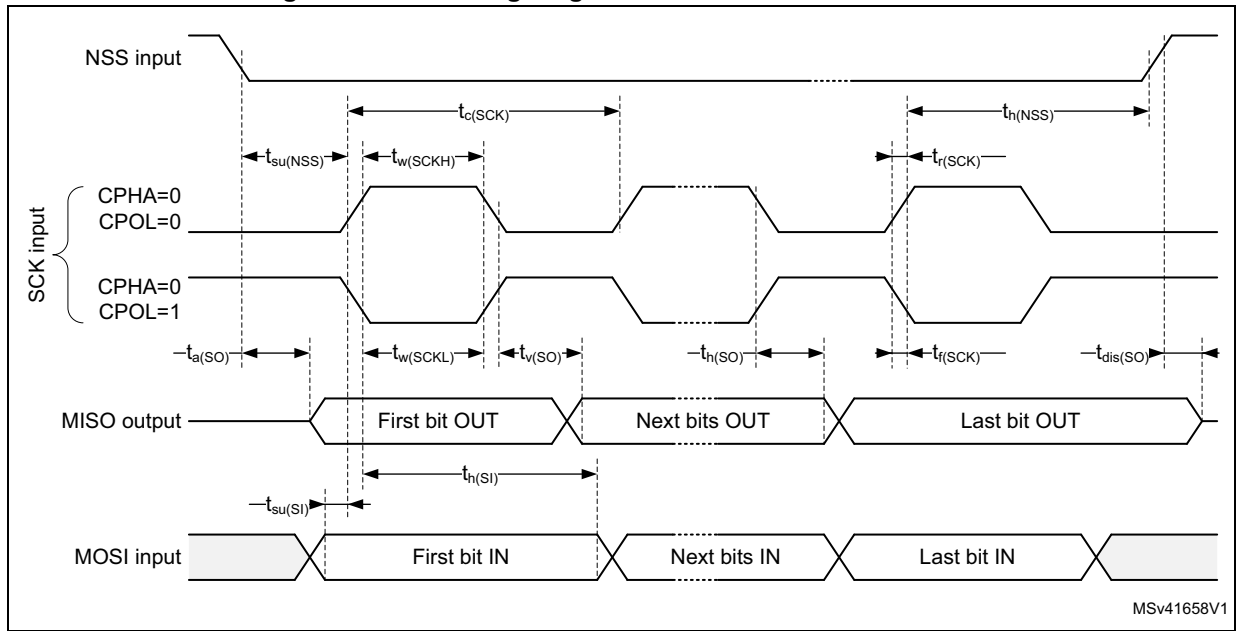 NSS input
tc(SCK)
th(NSS)
tsu(NSS)
tw(SCKH)
tr(SCK)
SCK input
CPHA=0
CPOL=0
CPHA=0
CPOL=1
ta(SO)
tw(SCKL)
tv(SO)
th(SO)
tf(SCK)
tdis(SO)
MISO output
First bit OUT
Next bits OUT
Last bit OUT
th(SI)
tsu(SI)
MOSI input
First bit IN
Next bits IN
Last bit IN
MSv41658V1